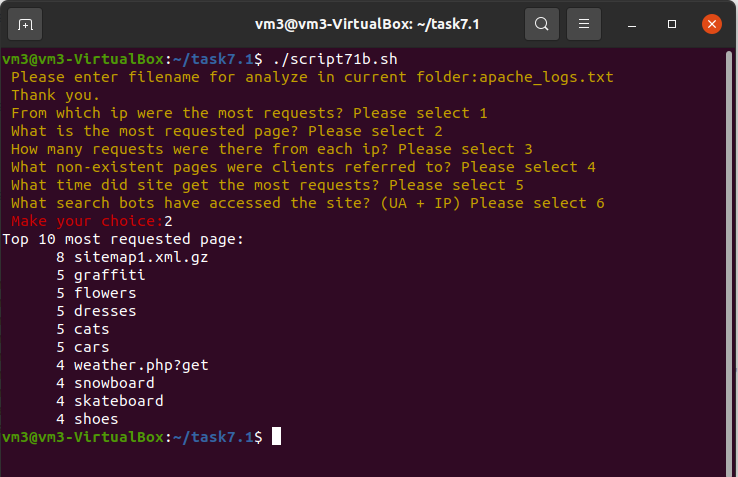 vm3@vm3-VirtualBox: ~/task7.1
vm3@vm3-VirtualBox:~/task7.1$ ./script71b.sh
Please enter filename for analyze in current folder:apache_logs.txt
Thank you.
From which ip were the most requests? Please select 1
What is the most requested page? Please select 2
How many requests were there from each ip? Please select 3
What non-existent pages were clients referred to? Please select 4
What time did site get the most requests? Please select 5
What search bots have accessed the site? (UA + IP) Please select 6
Make your choice:2
Top 10 most requested page:
8 sitemap1.xml.gz
5 graffiti
5 flowers
5 dresses
5 cats
5 cars
4 weather.php?get
4 snowboard
4 skateboard
4 shoes
vm3@vm3-VirtualBox:~/task7.1$